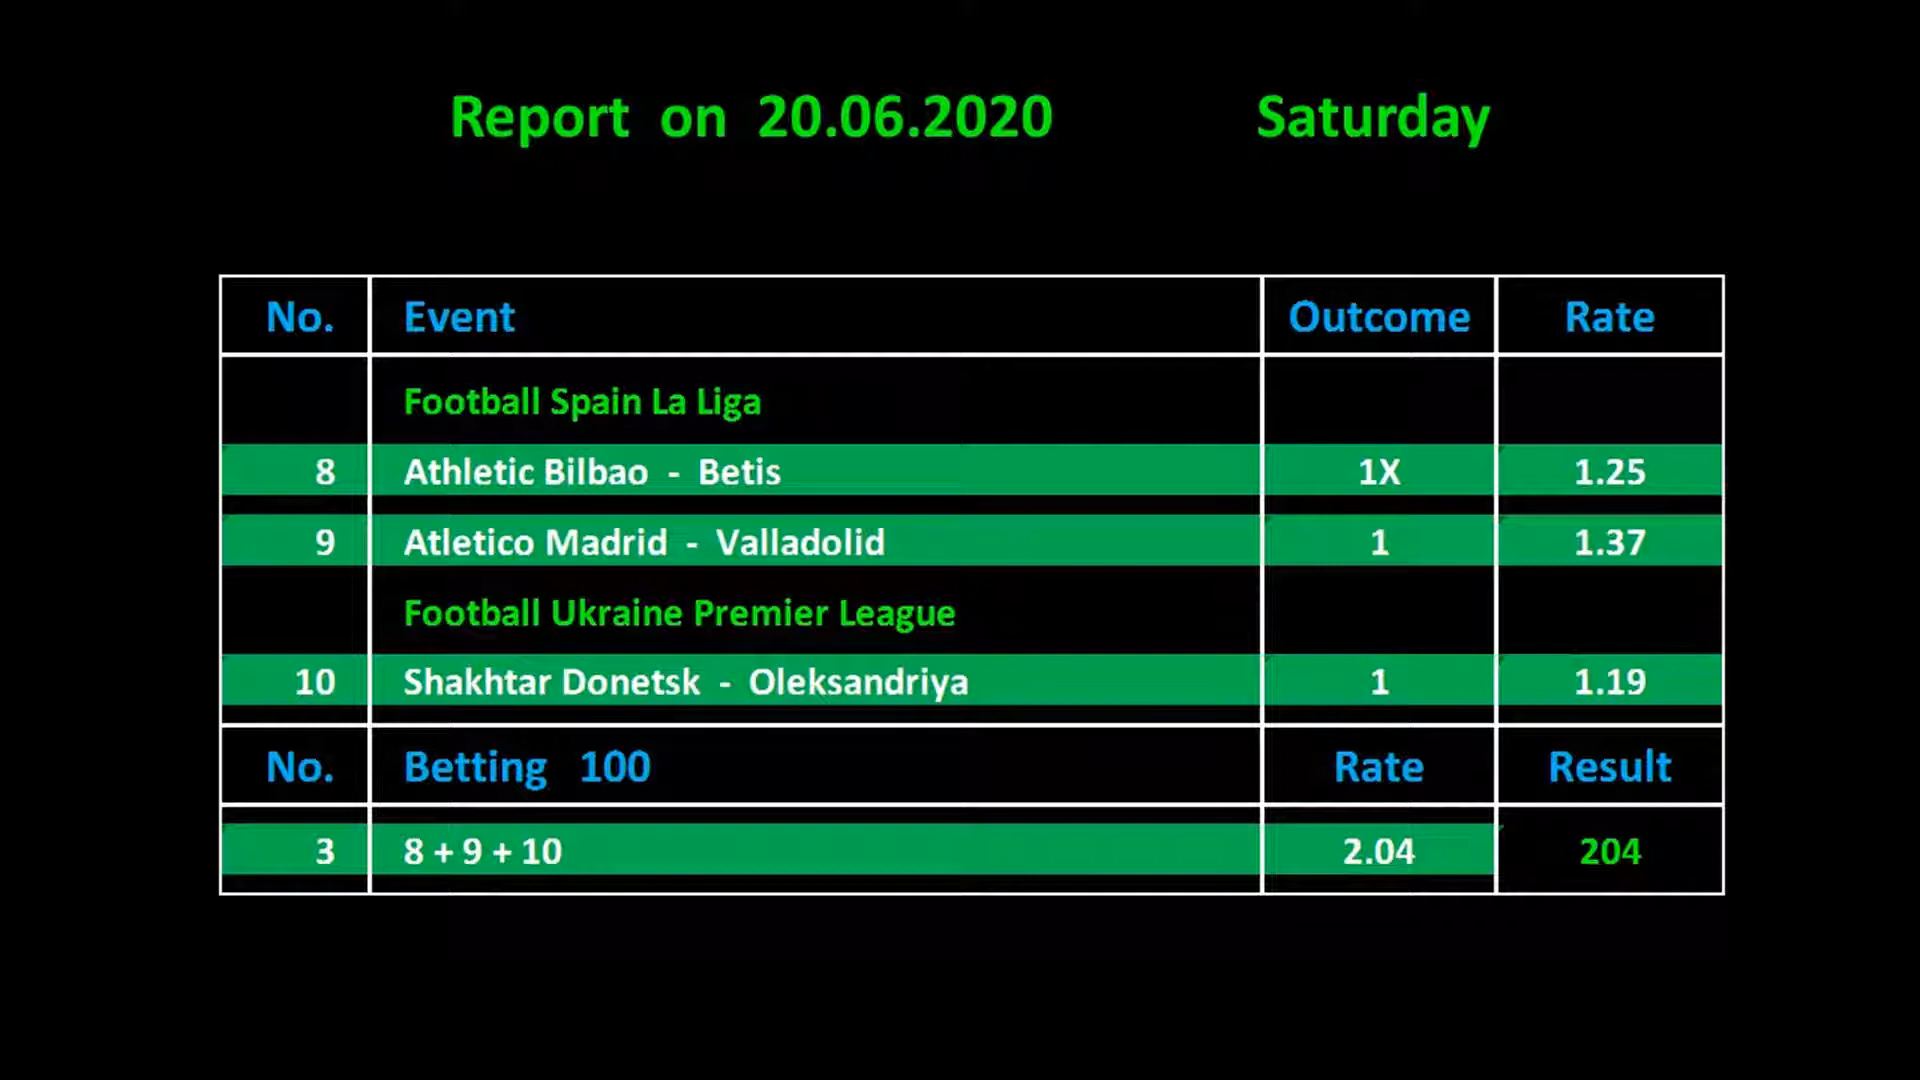 Report on 20.06.2020 Saturday
No. Event Outcome Rate
Football Spain La Liga
8 Athletic Bilbao - Betis 1X 1.25
9 Atletico Madrid - Valladolid 1 1.37
Football Ukraine Premier League
10 Shakhtar Donetsk - Oleksandriya 1 1.19
No. Betting 100 Rate Result
3 8 + 9 + 10 2.04 204